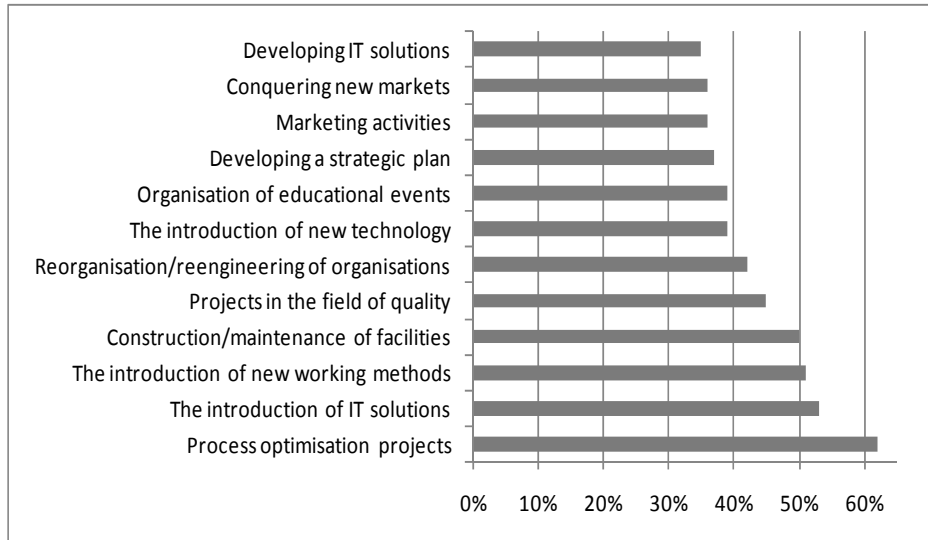 Developing IT solutions
Conquering new markets
Marketing activities
Developing a strategic plan
Organisation of educational events
The introduction of new technology
Reorganisation/reengineering of organisations
Projects in the field of quality
Construction/maintenance of facilities
The introduction of new working methods
The introduction of IT solutions
Process optimisation projects
0% 10% 20% 30% 40% 50% 60%